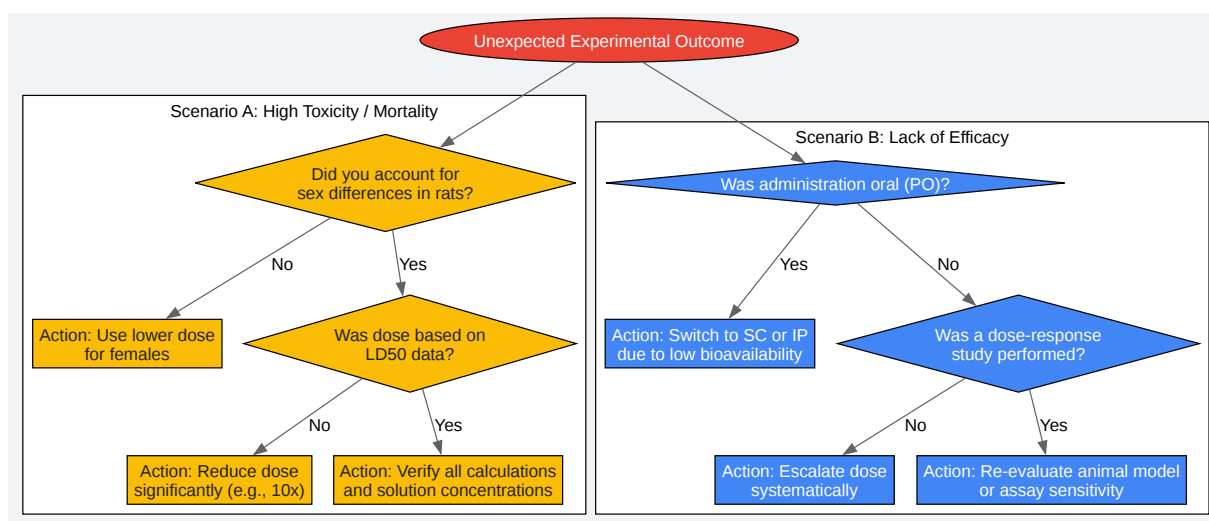 Unexpected Experimental Outcome
Scenario A: High Toxicity / Mortality
Did you account for
sex differences in rats?
No
Yes
Action: Use lower dose
for females
Was dose based on
LD50 data?
No
Yes
Action: Reduce dose
significantly (e.g., 10x)
Action: Verify all calculations
and solution concentrations
Scenario B: Lack of Efficacy
Was administration oral (PO)?
Yes
No
Action: Switch to SC or IP
due to low bioavailability
Was a dose-response
study performed?
No
Yes
Action: Escalate dose
systematically
Action: Re-evaluate animal model
or assay sensitivity